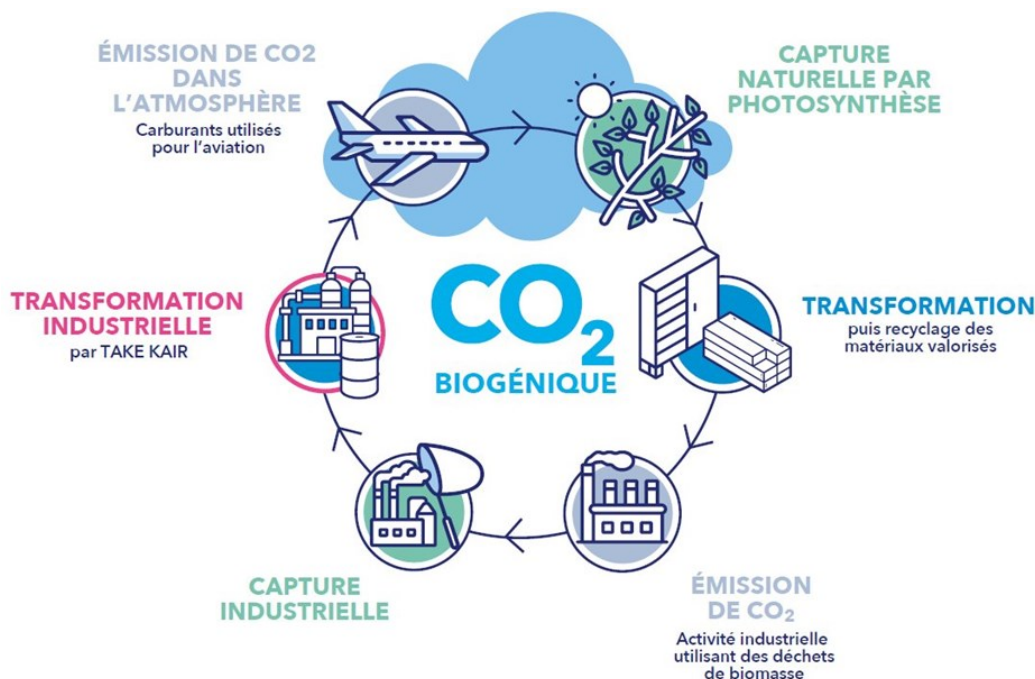 ÉMISSION DE CO2
DANS
L'ATMOSPHÈRE
Carburants utilisés
pour l'aviation
CAPTURE
NATURELLE PAR
PHOTOSYNTHÈSE
TRANSFORMATION
INDUSTRIELLE
par TAKE KAIR
CO₂
BIOGÉNIQUE
TRANSFORMATION
puis recyclage des
matériaux valorisés
CAPTURE
INDUSTRIELLE
ÉMISSION
DE CO₂
Activité industrielle
utilisant des déchets
de biomasse